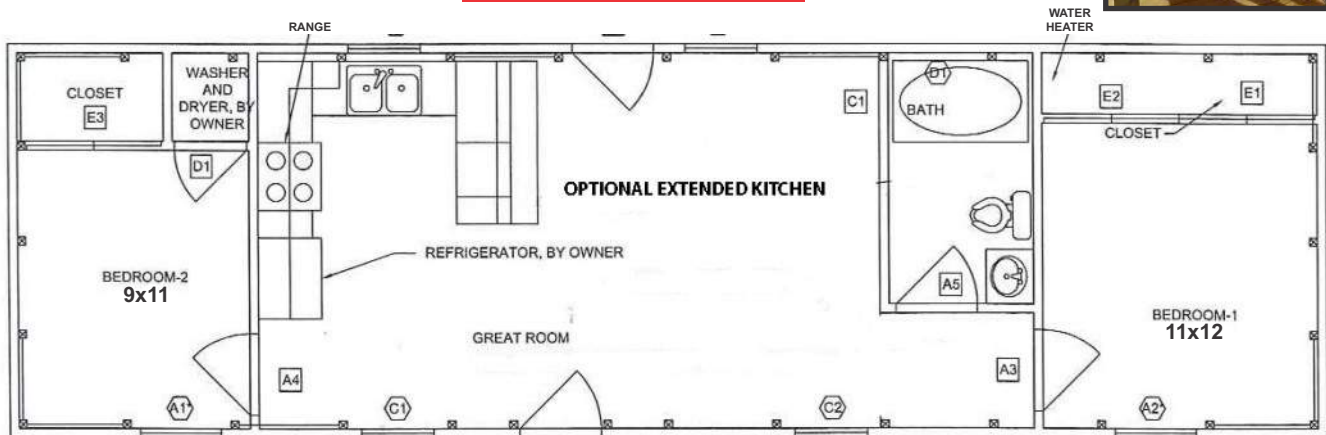 RANGE
WATER
HEATER
CLOSET
E3
WASHER
AND
DRYER, BY
OWNER
D1
C1
D1
BATH
E2
E1
CLOSET
OPTIONAL EXTENDED KITCHEN
REFRIGERATOR, BY OWNER
BEDROOM-2
9x11
A5
GREAT ROOM
BEDROOM-1
11x12
A4
A3
A1*
C1
C2
A2*